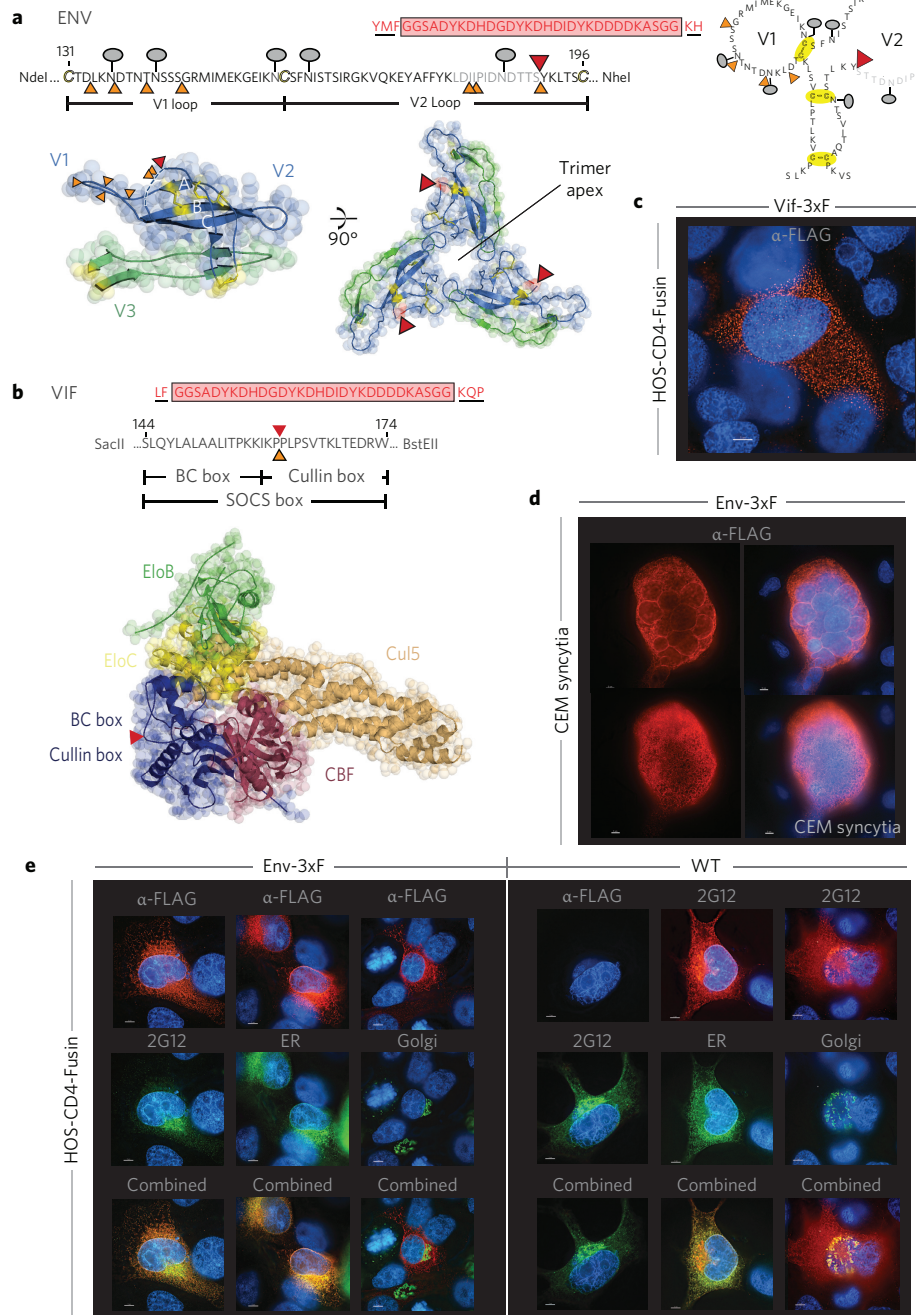 a
ENV
YMF GGSADYKDHDGDYKDHDIDYKDDDDKASGG KH
131
196
NdeI ... CTDLKNDTNTNSSSGRMIMEKGEIKNCSFNISTSIRGKVQKEYAFFYKLDIIPIDNDTTSYKLTSC... NheI
V1 loop
V2 Loop
V1
V2
A
B
C
V3
90°
Trimer
apex
V1
V2
b
VIF
LF GGSADYKDHDGDYKDHDIDYKDDDDKASGG KQP
144
174
SacII ...SLQYLALAALITPKKIKPPLPSVTKLTEDRW... BstEII
BC box
Cullin box
SOCS box
EloB
EloC
Cul5
BC box
Cullin box
CBF
c
Vif-3xF
α-FLAG
HOS-CD4-Fusin
d
Env-3xF
α-FLAG
CEM syncytia
CEM syncytia
e
Env-3xF
WT
α-FLAG α-FLAG α-FLAG α-FLAG 2G12 2G12
2G12 ER Golgi 2G12 ER Golgi
Combined Combined Combined Combined Combined Combined
HOS-CD4-Fusin